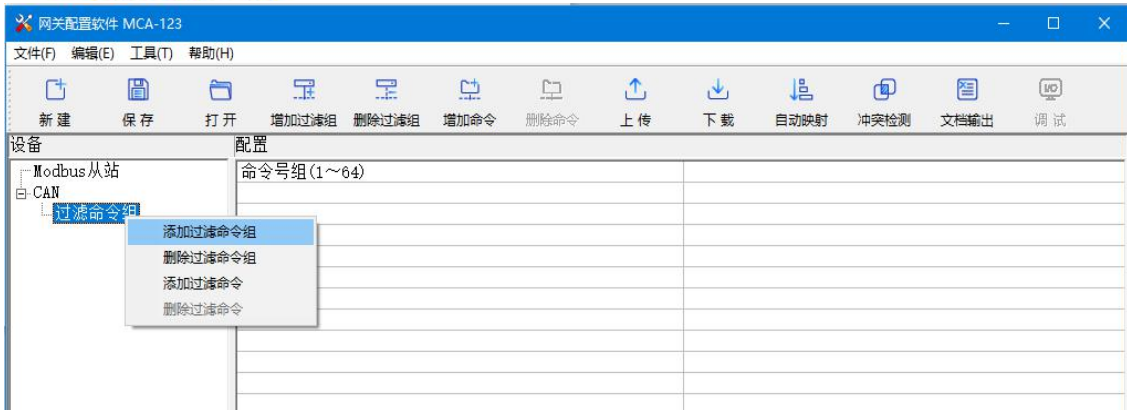 网关配置软件 MCA-123
文件(F) 编辑(E) 工具(T) 帮助(H)
新建 保存 打开 增加过滤组 删除过滤组 增加命令 删除命令 上传 下载 自动映射 冲突检测 文档输出 调试
设备 配置
Modbus从站 命令号组(1～64)
CAN
过滤命令组
添加过滤命令组
删除过滤命令组
添加过滤命令
删除过滤命令